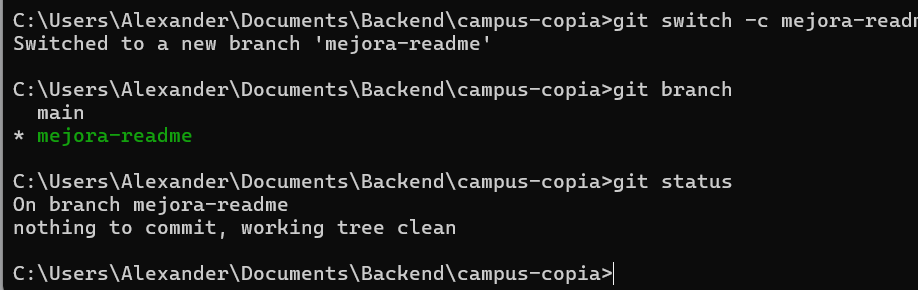 C:\Users\Alexander\Documents\Backend\campus-copia>git switch -c mejora-readm
Switched to a new branch 'mejora-readme'
C:\Users\Alexander\Documents\Backend\campus-copia>git branch
  main
* mejora-readme
C:\Users\Alexander\Documents\Backend\campus-copia>git status
On branch mejora-readme
nothing to commit, working tree clean
C:\Users\Alexander\Documents\Backend\campus-copia>